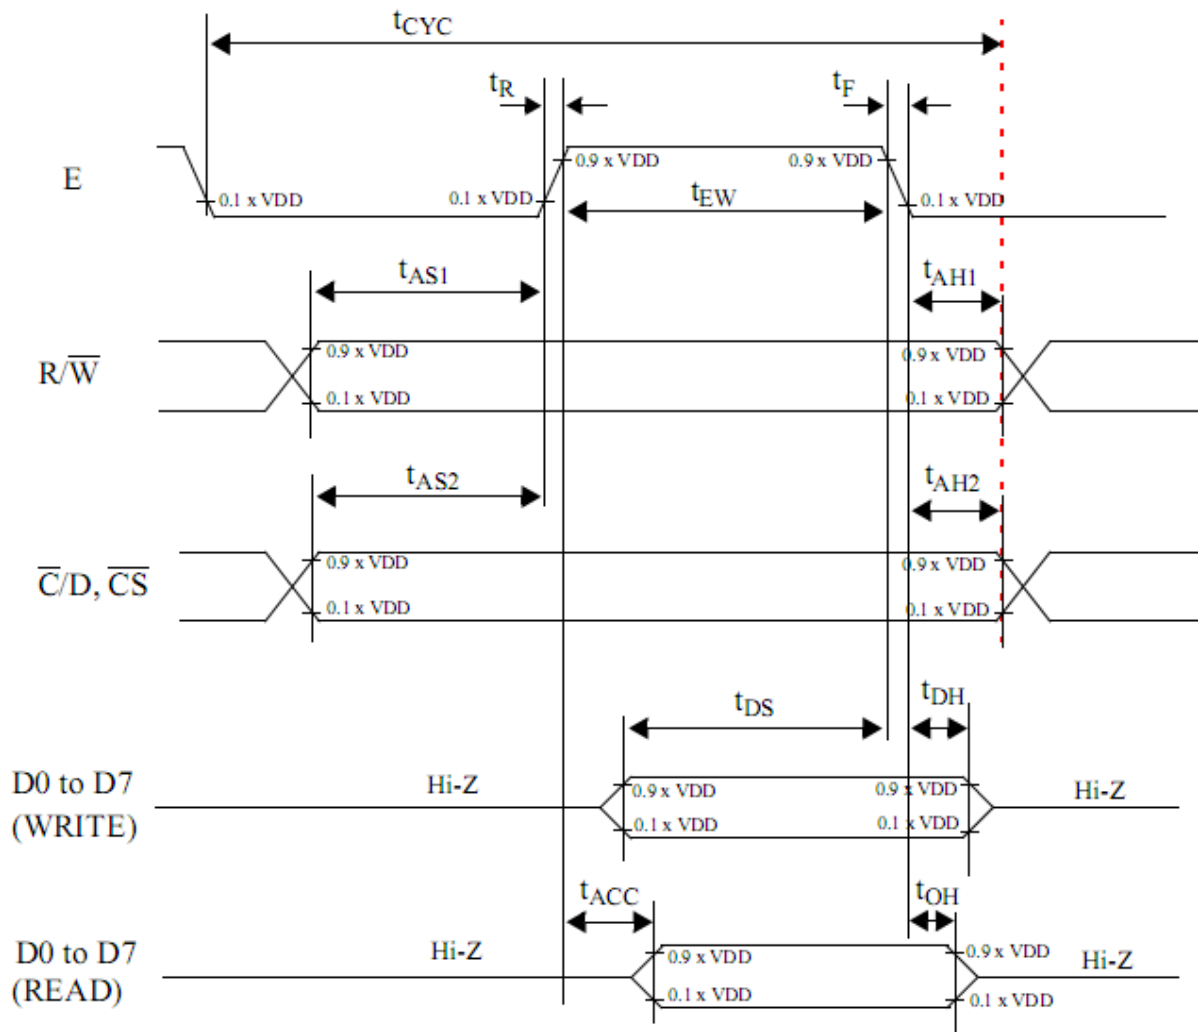 tCYC
tR tF
E
0.9 x VDD 0.9 x VDD
0.1 x VDD 0.1 x VDD tEW 0.1 x VDD
tAS1 tAH1
R/W̅
0.9 x VDD 0.9 x VDD
0.1 x VDD 0.1 x VDD
tAS2 tAH2
C̅/D, C̅S̅
0.9 x VDD 0.9 x VDD
0.1 x VDD 0.1 x VDD
tDS tDH
D0 to D7 Hi-Z 0.9 x VDD 0.9 x VDD Hi-Z
(WRITE) 0.1 x VDD 0.1 x VDD
tACC tOH
D0 to D7 Hi-Z 0.9 x VDD 0.9 x VDD Hi-Z
(READ) 0.1 x VDD 0.1 x VDD